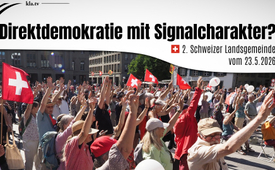 kla.tv
Direktdemokratie mit Signalcharakter?
2. Schweizer Landsgemeinde
vom 23.5.2026